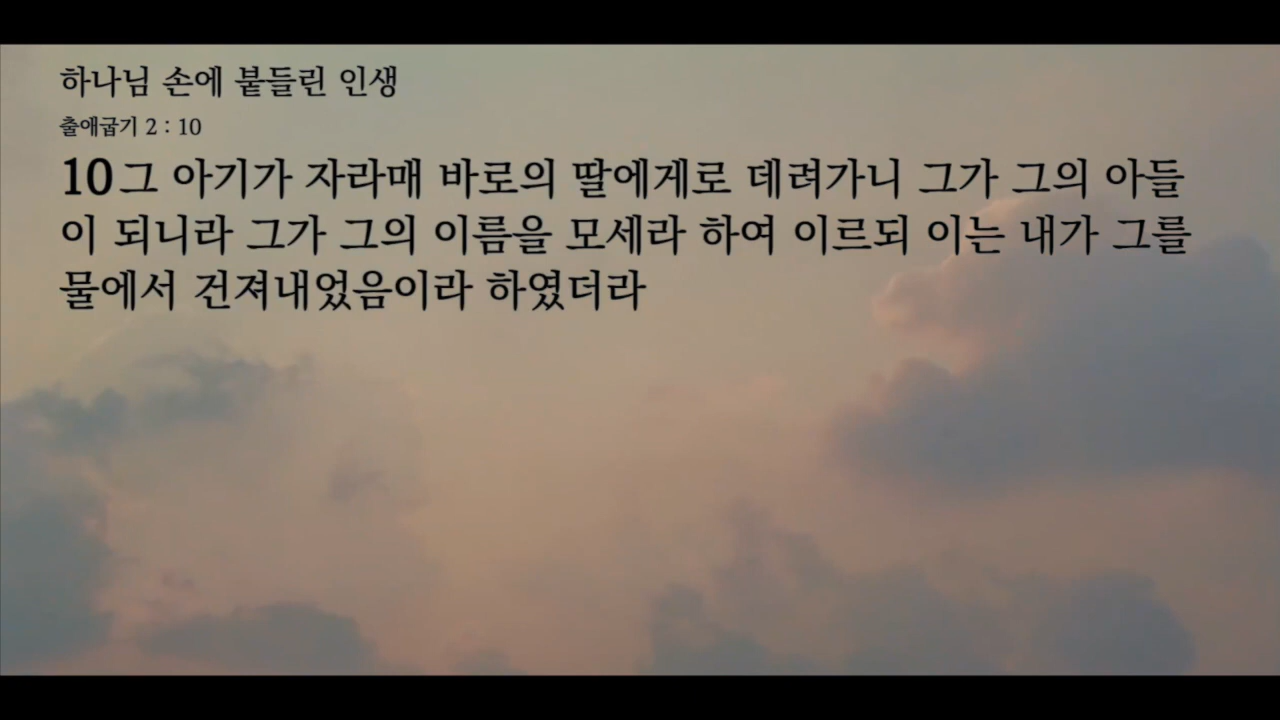 하나님 손에 붙들린 인생
출애굽기 2 : 10
10그 아기가 자라매 바로의 딸에게로 데려가니 그가 그의 아들
이 되니라 그가 그의 이름을 모세라 하여 이르되 이는 내가 그를
물에서 건져내었음이라 하였더라